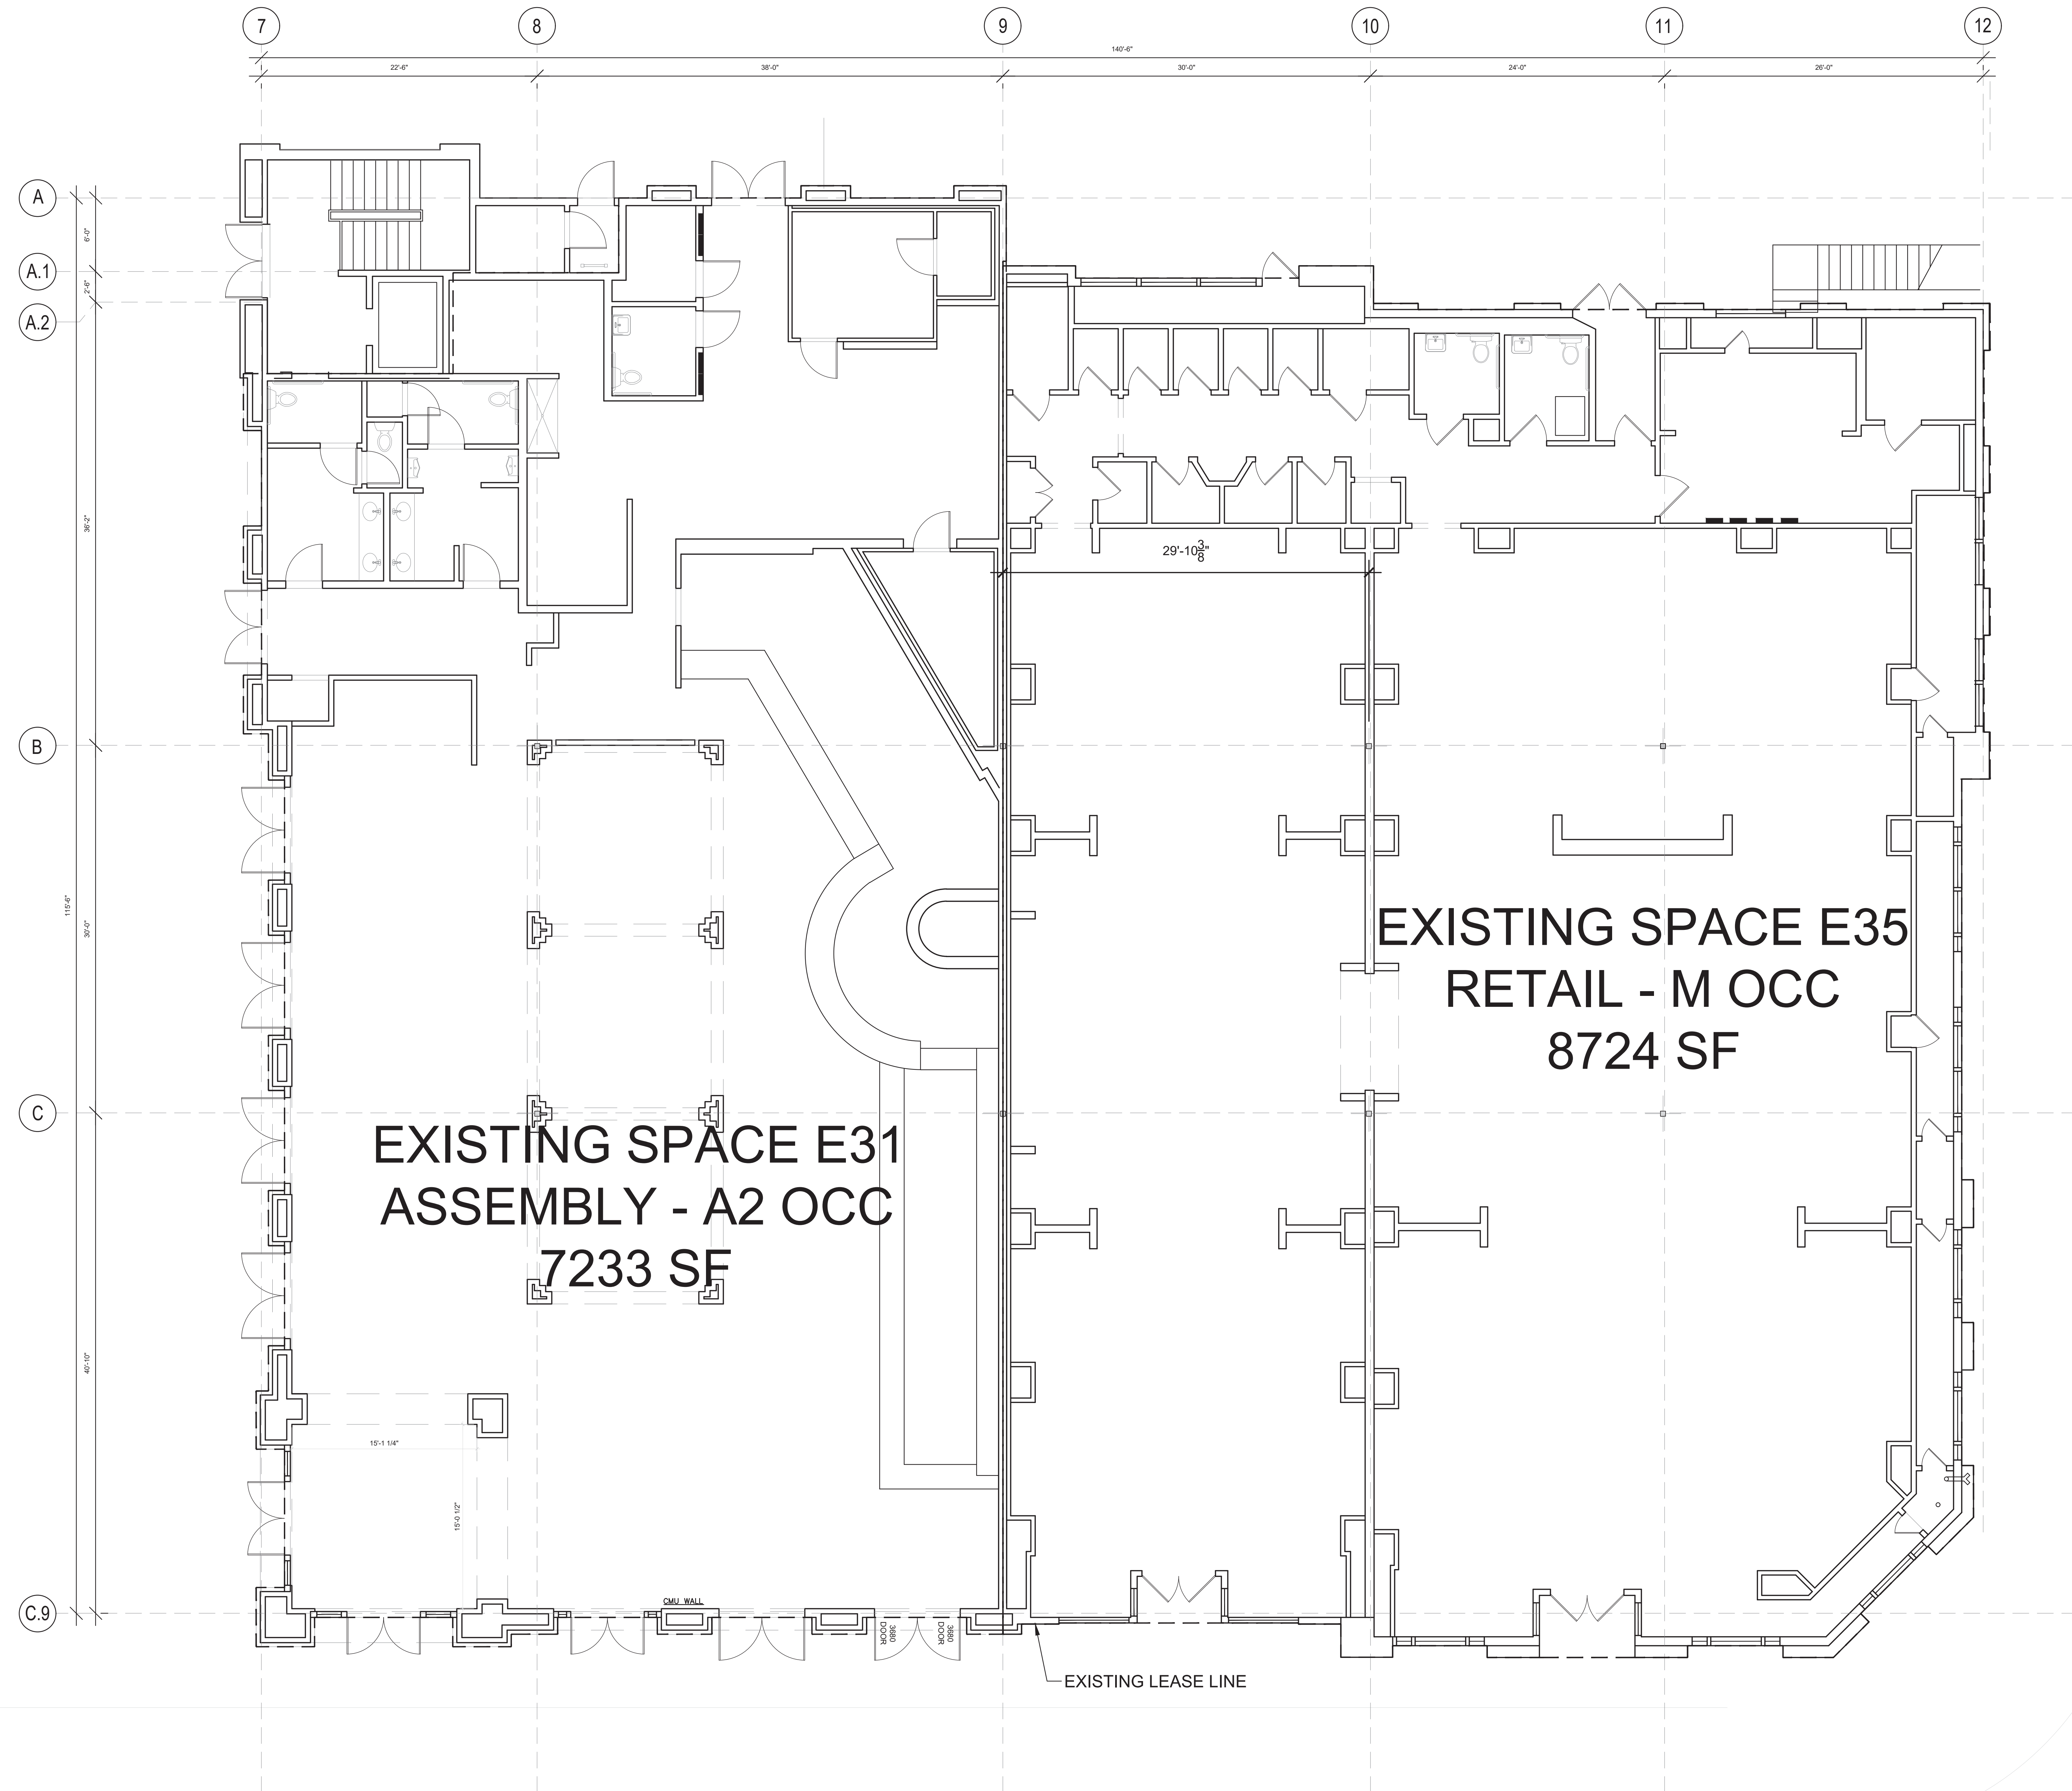 7
8
9
10
11
12
140'-6"
22'-6"
38'-0"
30'-0"
24'-0"
26'-0"
A
6'-0"
A.1
2'-6"
A.2
36'-2"
29'-10 3/8"
B
115'-6"
30'-0"
EXISTING SPACE E35
RETAIL - M OCC
8724 SF
C
EXISTING SPACE E31
ASSEMBLY - A2 OCC
7233 SF
40'-10"
15'-1 1/4"
15'-0 1/2"
C.9
CMU WALL
3680
DOOR
3680
DOOR
EXISTING LEASE LINE